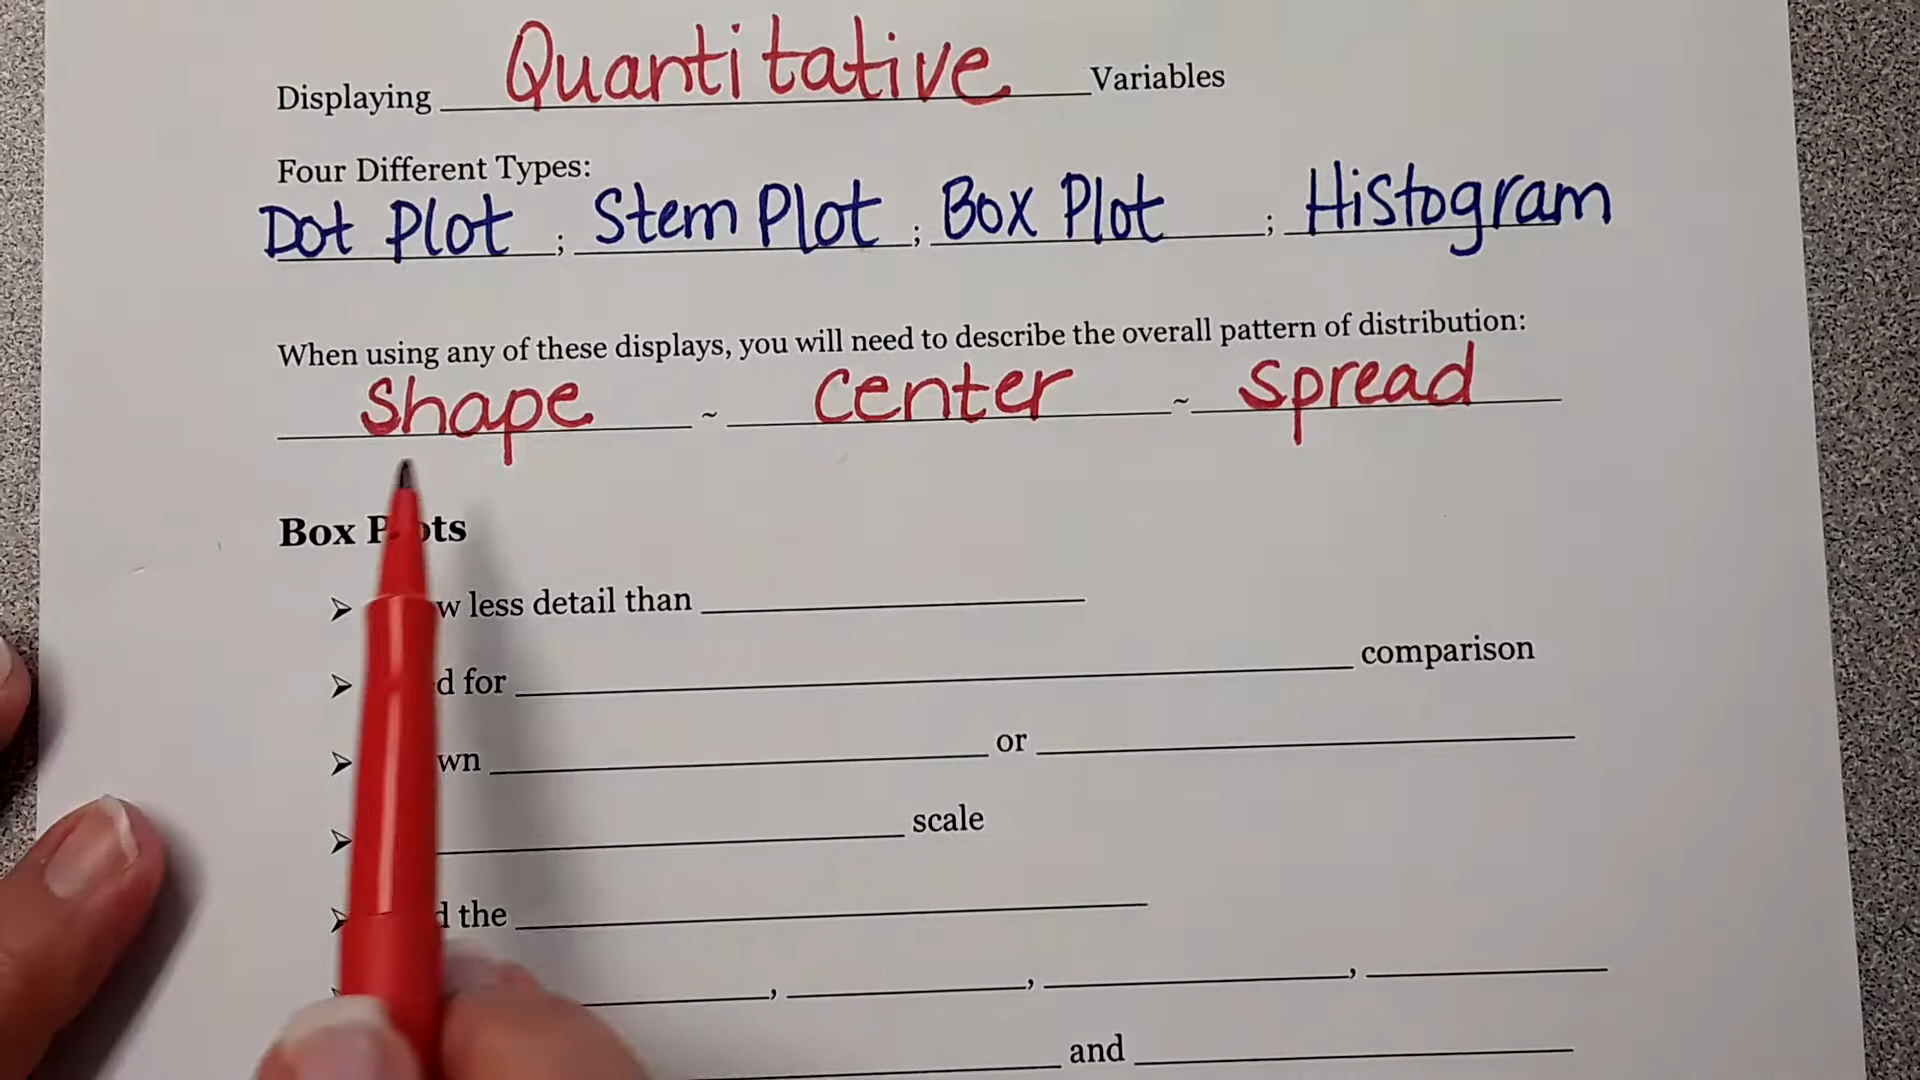 Displaying Quantitative Variables
Four Different Types:
Dot Plot ; Stem Plot ; Box Plot ; Histogram
When using any of these displays, you will need to describe the overall pattern of distribution:
Shape ~ Center ~ Spread
Box Plots
less detail than
for comparison
or
scale
the
, , ,
and